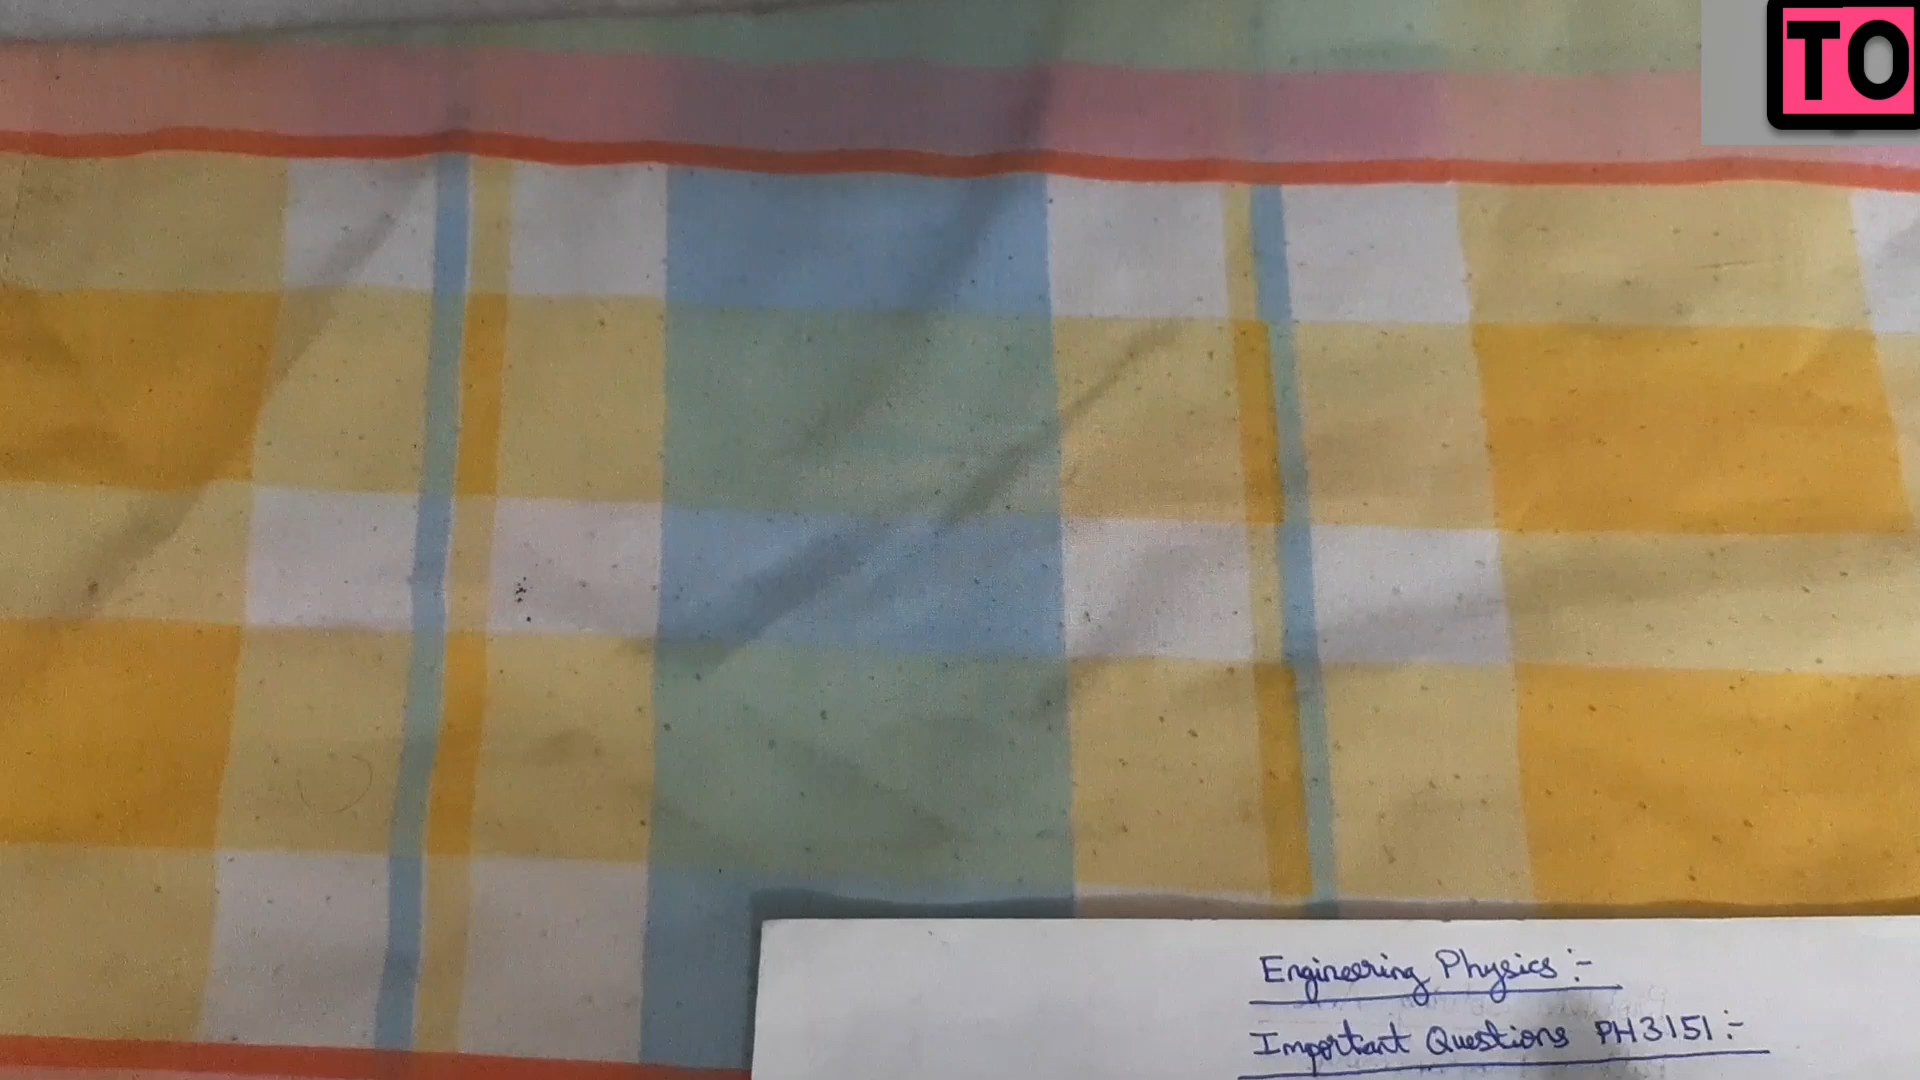 TO
Engineering Physics :-
Important Questions PH3151 :-